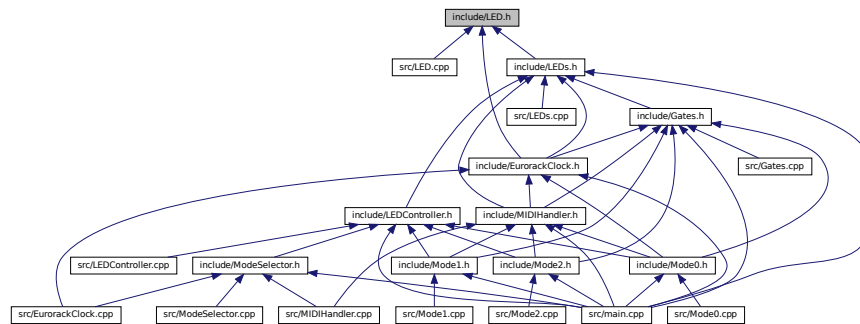 include/LED.h
src/LED.cpp
include/LEDs.h
src/LEDs.cpp
include/Gates.h
include/EurorackClock.h
src/Gates.cpp
include/LEDController.h
include/MIDIHandler.h
src/LEDController.cpp
include/ModeSelector.h
include/Mode1.h
include/Mode2.h
include/Mode0.h
src/EurorackClock.cpp
src/ModeSelector.cpp
src/MIDIHandler.cpp
src/Mode1.cpp
src/Mode2.cpp
src/main.cpp
src/Mode0.cpp